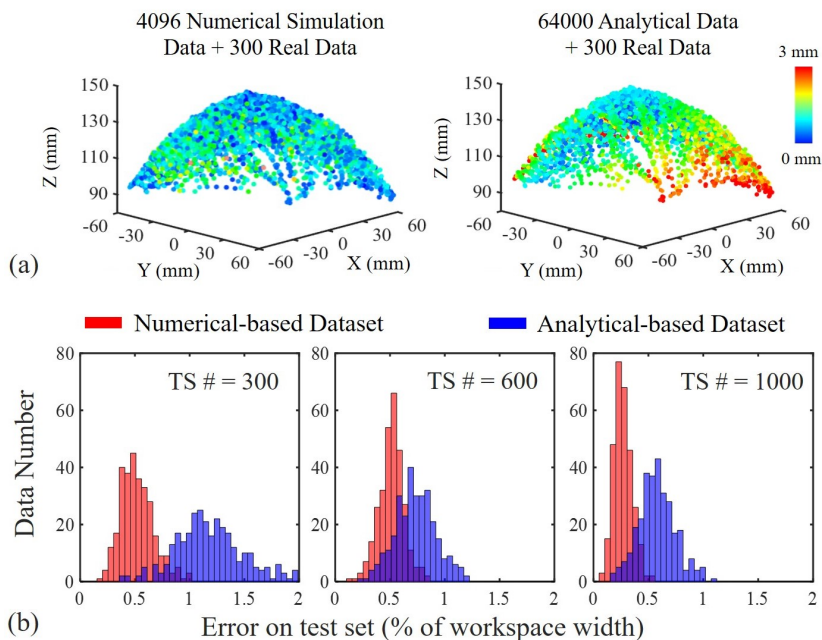 (a)
4096 Numerical Simulation
Data + 300 Real Data
64000 Analytical Data
+ 300 Real Data
3 mm
0 mm
150
130
110
90
Z (mm)
-60
-30
0
30
60
Y (mm)
-60
-30
0
30
60
X (mm)
150
130
110
90
Z (mm)
-60
-30
0
30
60
Y (mm)
-60
-30
0
30
60
X (mm)
Numerical-based Dataset
Analytical-based Dataset
(b)
Data Number
80
60
40
20
0
TS # = 300
0 0.5 1 1.5 2
TS # = 600
0 0.5 1 1.5 2
TS # = 1000
0 0.5 1 1.5 2
Error on test set (% of workspace width)